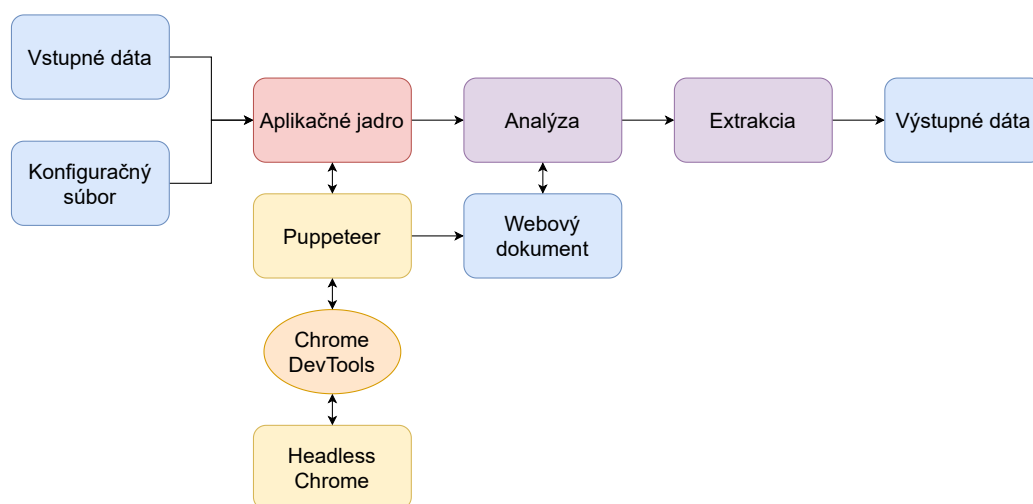 Vstupné dáta
Konfiguračný
súbor
Aplikačné jadro
Analýza
Extrakcia
Výstupné dáta
Puppeteer
Webový
dokument
Chrome
DevTools
Headless
Chrome